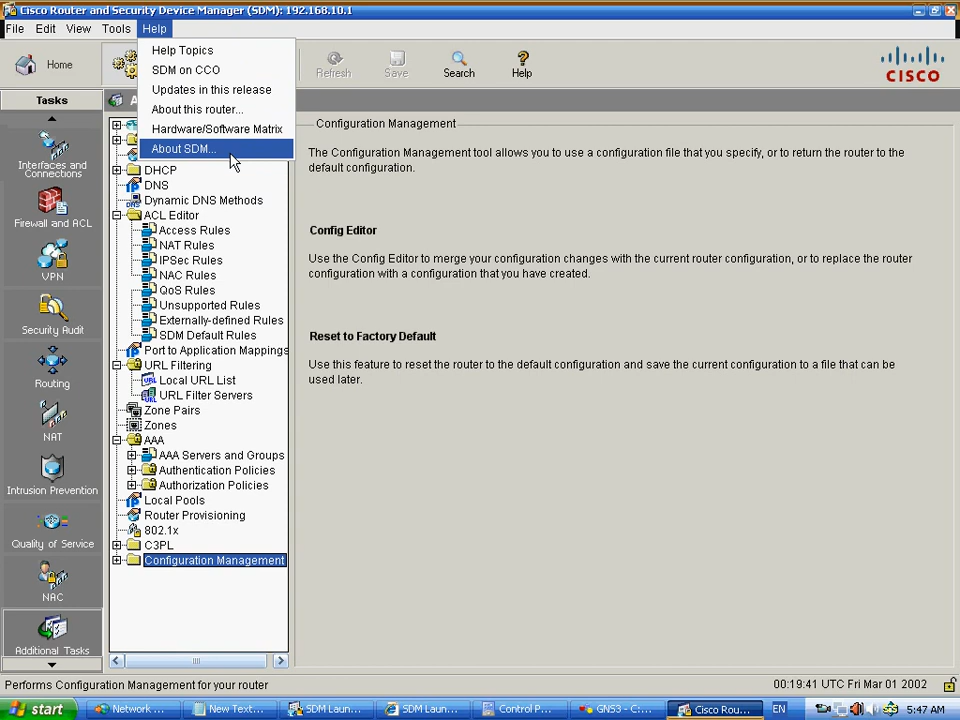 Cisco Router and Security Device Manager (SDM): 192.168.10.1
File Edit View Tools Help
Home
Refresh
Save
Search
Help
CISCO
Help Topics
SDM on CCO
Updates in this release
About this router...
Hardware/Software Matrix
About SDM...
Tasks
Interfaces and
Connections
Firewall and ACL
VPN
Security Audit
Routing
NAT
Intrusion Prevention
Quality of Service
NAC
Additional Tasks
DHCP
DNS
Dynamic DNS Methods
ACL Editor
Access Rules
NAT Rules
IPSec Rules
NAC Rules
QoS Rules
Unsupported Rules
Externally-defined Rules
SDM Default Rules
Port to Application Mappings
URL Filtering
Local URL List
URL Filter Servers
Zone Pairs
Zones
AAA
AAA Servers and Groups
Authentication Policies
Authorization Policies
Local Pools
Router Provisioning
802.1x
C3PL
Configuration Management
Configuration Management
The Configuration Management tool allows you to use a configuration file that you specify, or to return the router to the
default configuration.
Config Editor
Use the Config Editor to merge your configuration changes with the current router configuration, or to replace the router
configuration with a configuration that you have created.
Reset to Factory Default
Use this feature to reset the router to the default configuration and save the current configuration to a file that can be
used later.
Performs Configuration Management for your router
00:19:41 UTC Fri Mar 01 2002
start
Network ...
New Text...
SDM Laun...
SDM Laun...
Control P...
GNS3 - C:...
Cisco Rou...
EN
5:47 AM